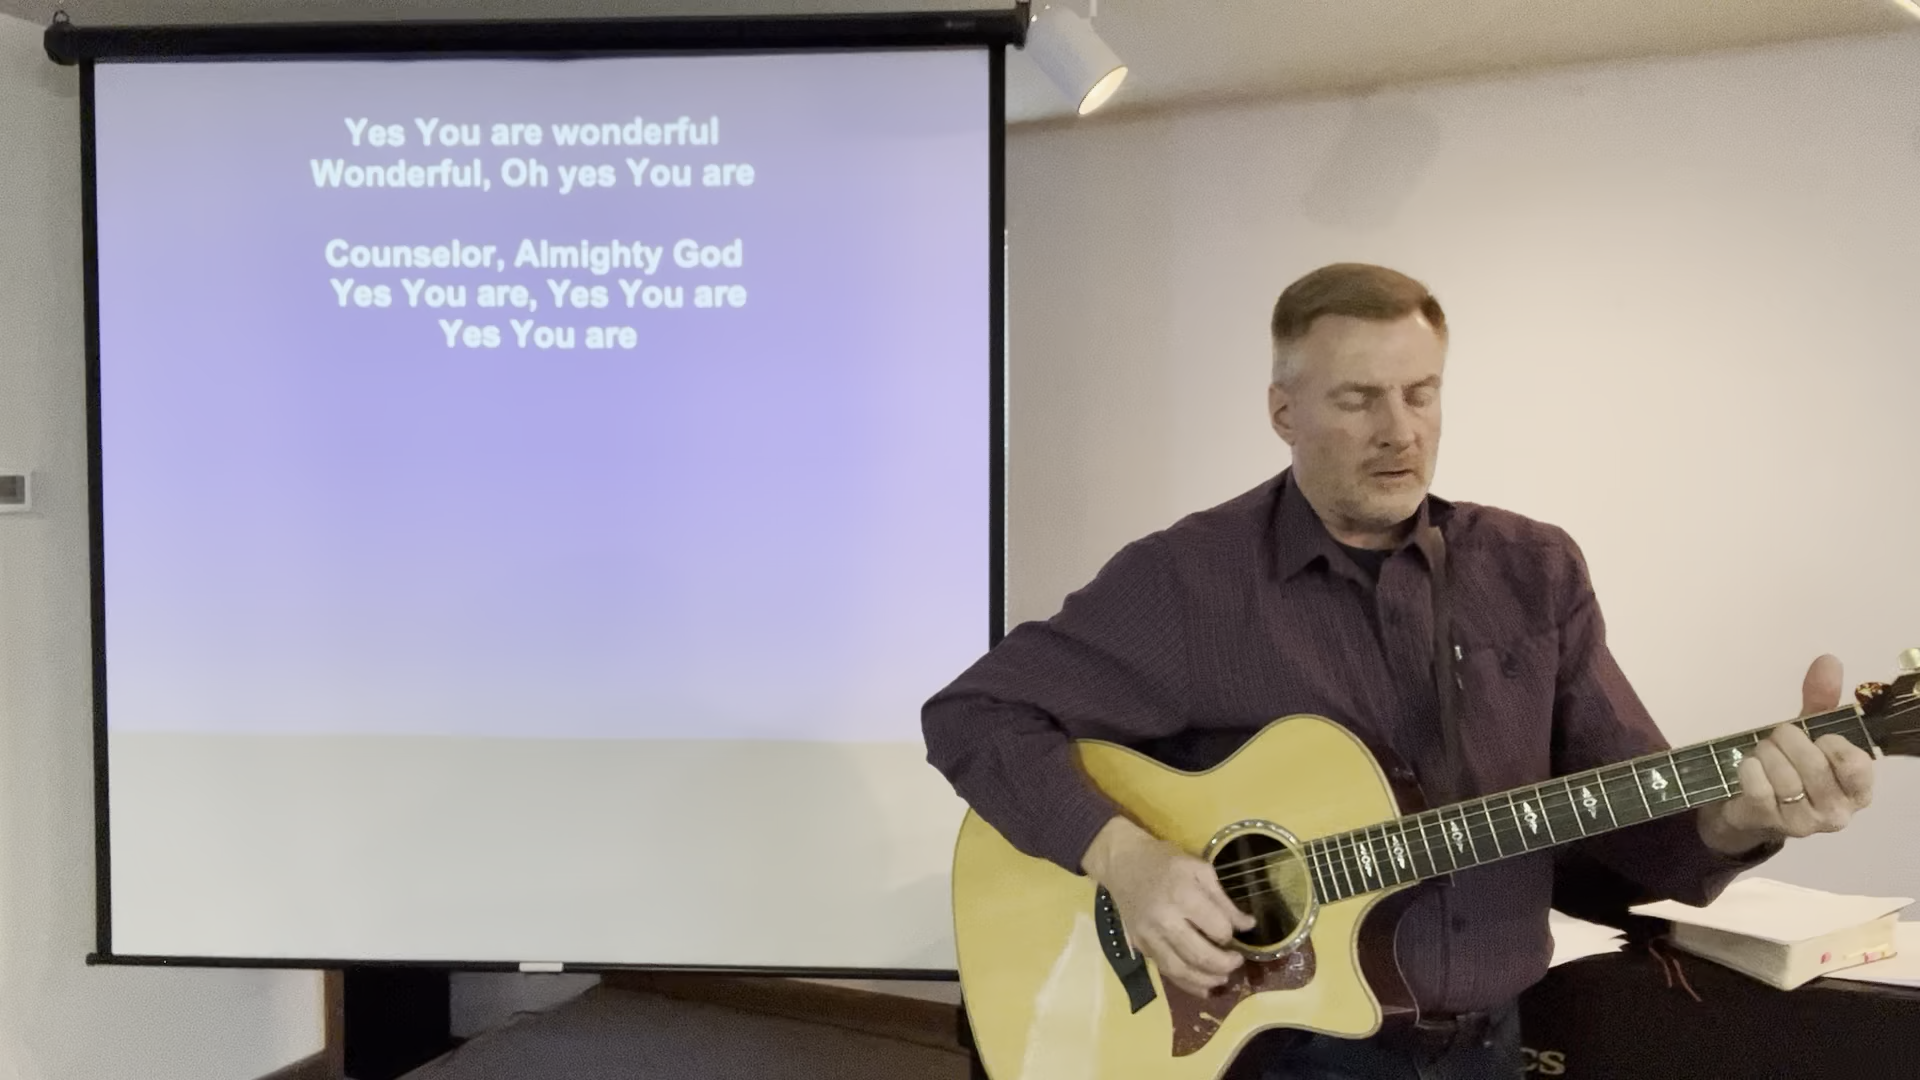 Yes You are wonderful
Wonderful, Oh yes You are
Counselor, Almighty God
Yes You are, Yes You are
Yes You are